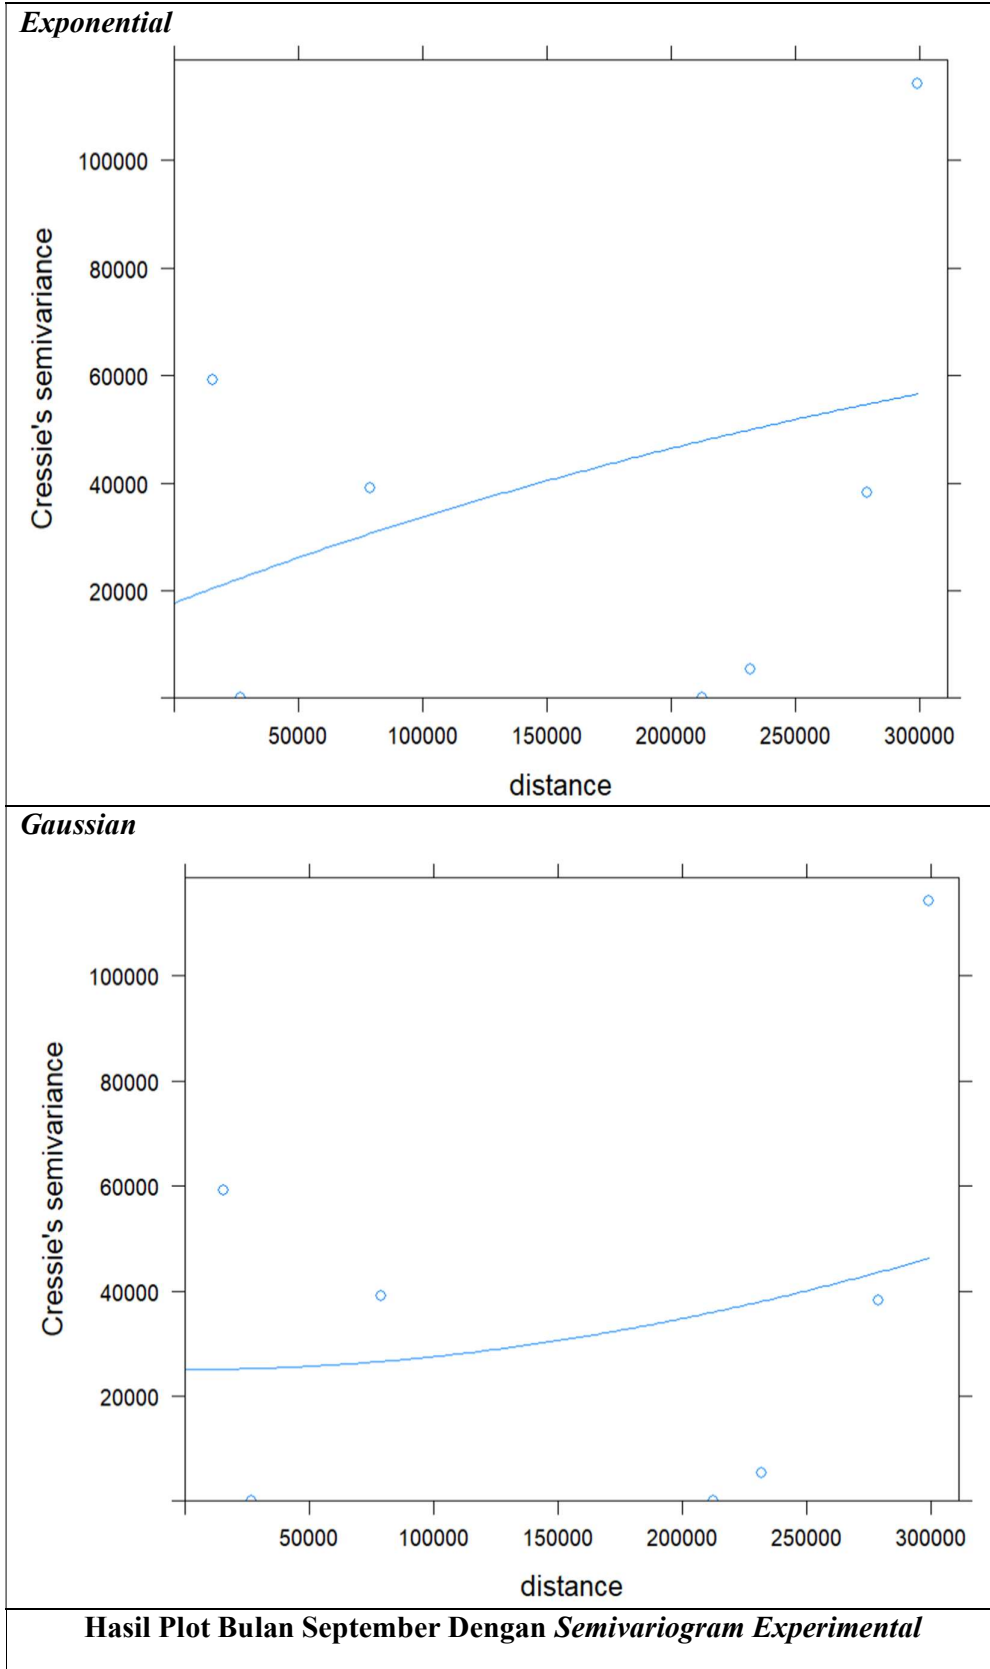 Exponential
100000
80000
60000
40000
20000
Cressie's semivariance
50000 100000 150000 200000 250000 300000
distance
Gaussian
100000
80000
60000
40000
20000
Cressie's semivariance
50000 100000 150000 200000 250000 300000
distance
Hasil Plot Bulan September Dengan Semivariogram Experimental